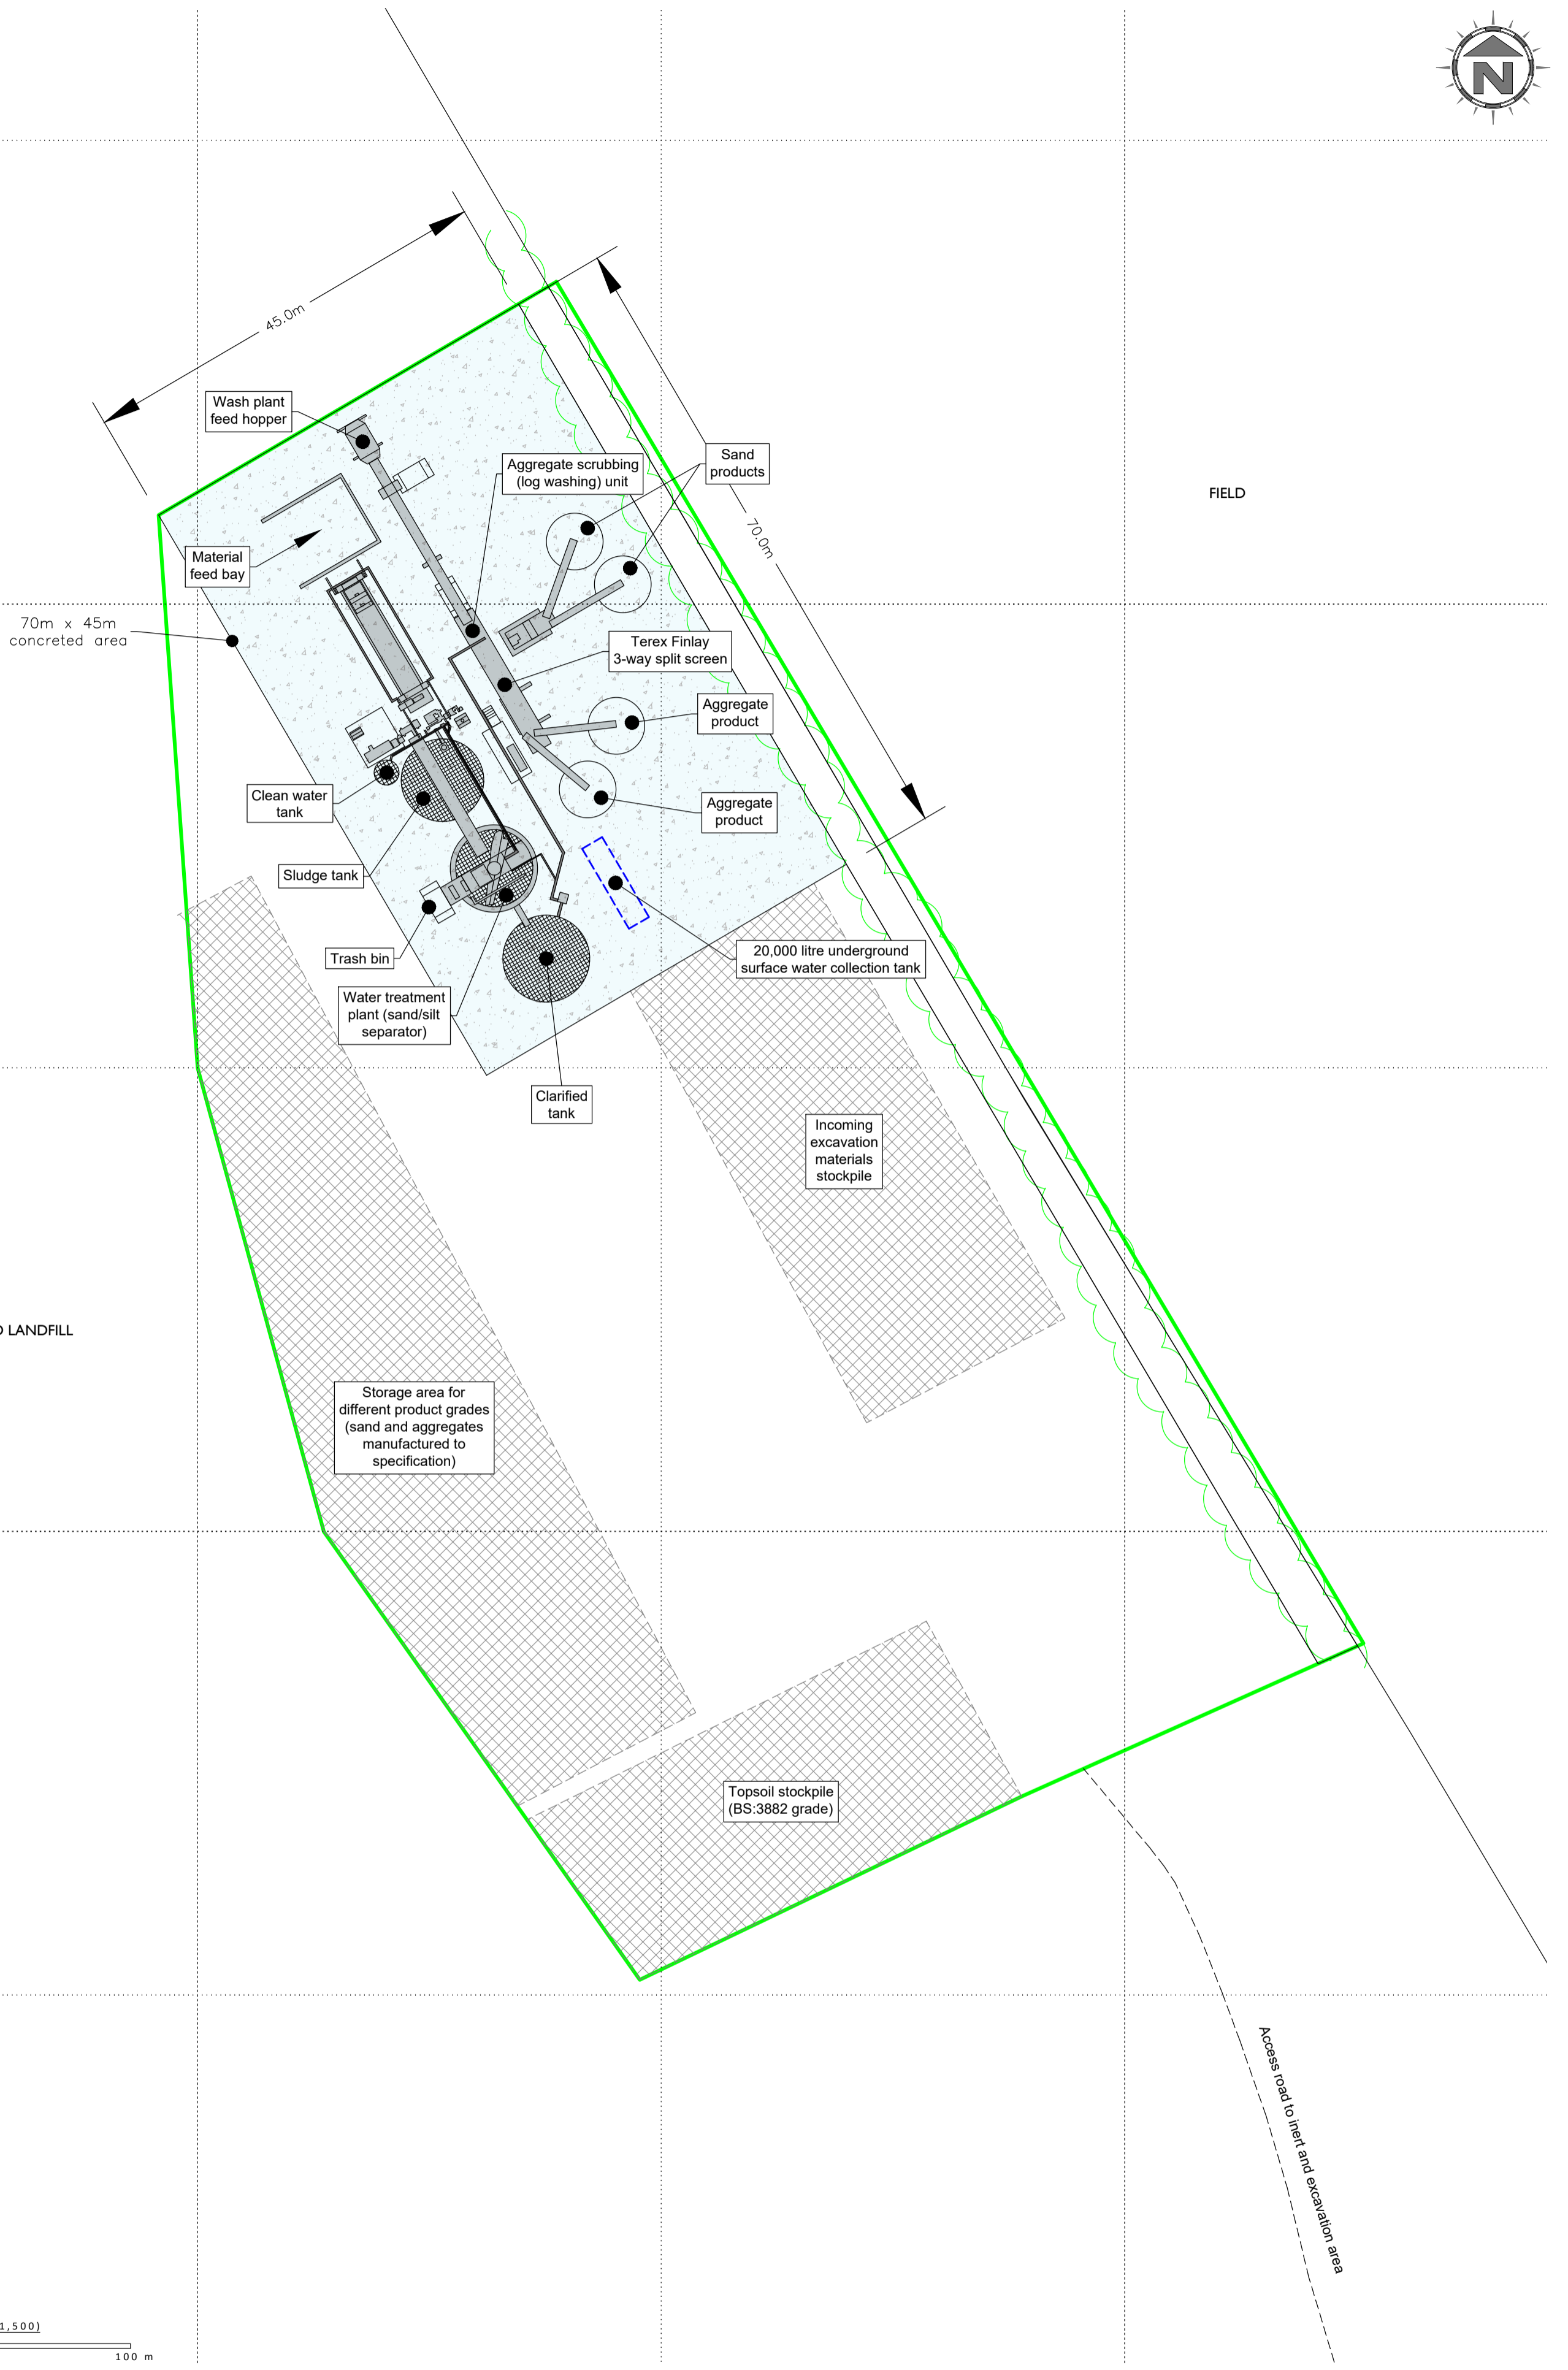 N
45.0m
Wash plant
feed hopper
Aggregate scrubbing
(log washing) unit
Sand
products
FIELD
70.0m
Material
feed bay
70m x 45m
concreted area
Terex Finlay
3-way split screen
Aggregate
product
Clean water
tank
Aggregate
product
Sludge tank
Trash bin
20,000 litre underground
surface water collection tank
Water treatment
plant (sand/silt
separator)
Clarified
tank
Incoming
excavation
materials
stockpile
LANDFILL
Storage area for
different product grades
(sand and aggregates
manufactured to
specification)
Topsoil stockpile
(BS:3882 grade)
Access road to inert and excavation area
1,500)
100 m